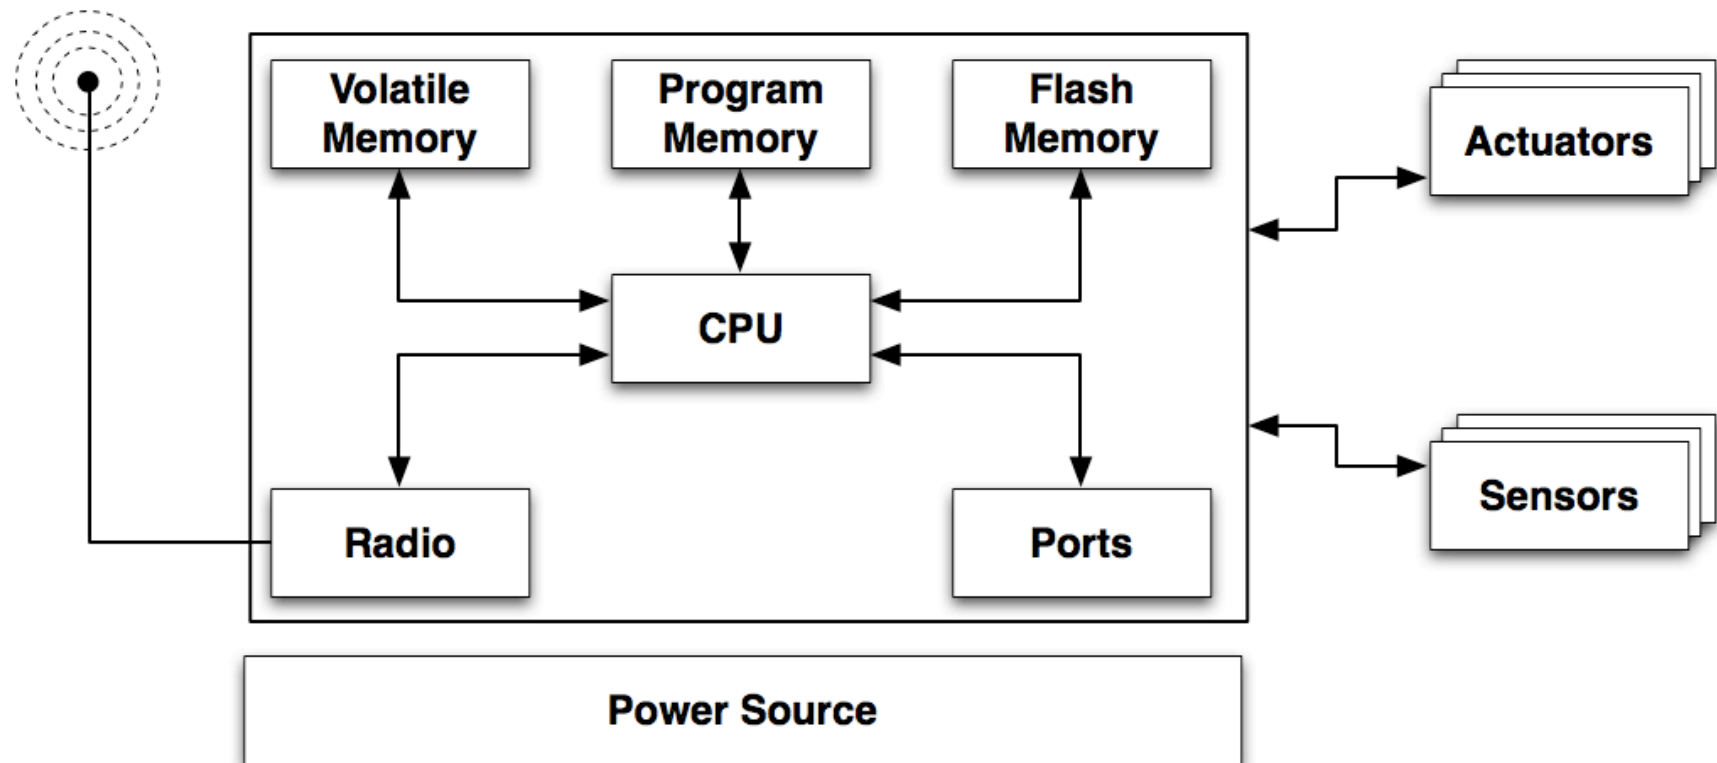 Volatile
Memory
Program
Memory
Flash
Memory
Actuators
CPU
Sensors
Radio
Ports
Power Source